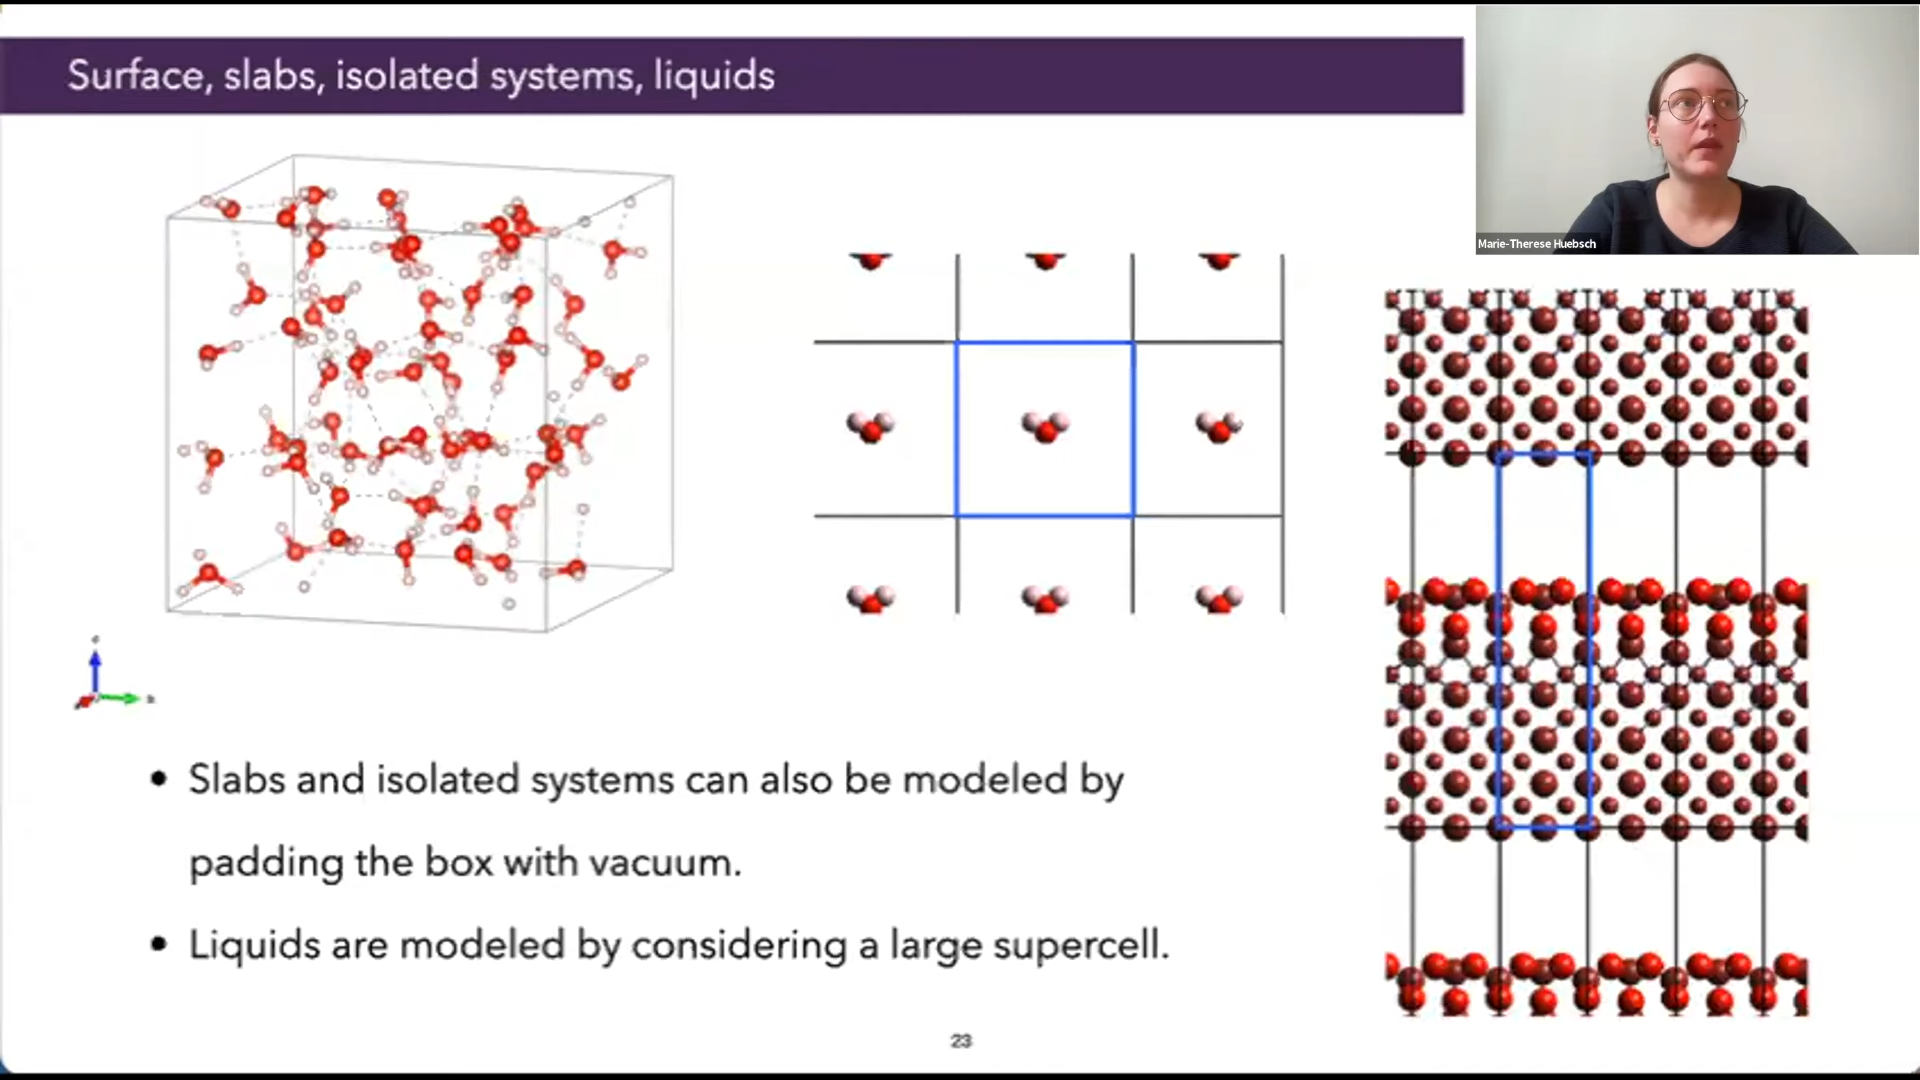 Surface, slabs, isolated systems, liquids
Marie-Therese Huebsch
• Slabs and isolated systems can also be modeled by
padding the box with vacuum.
• Liquids are modeled by considering a large supercell.
23